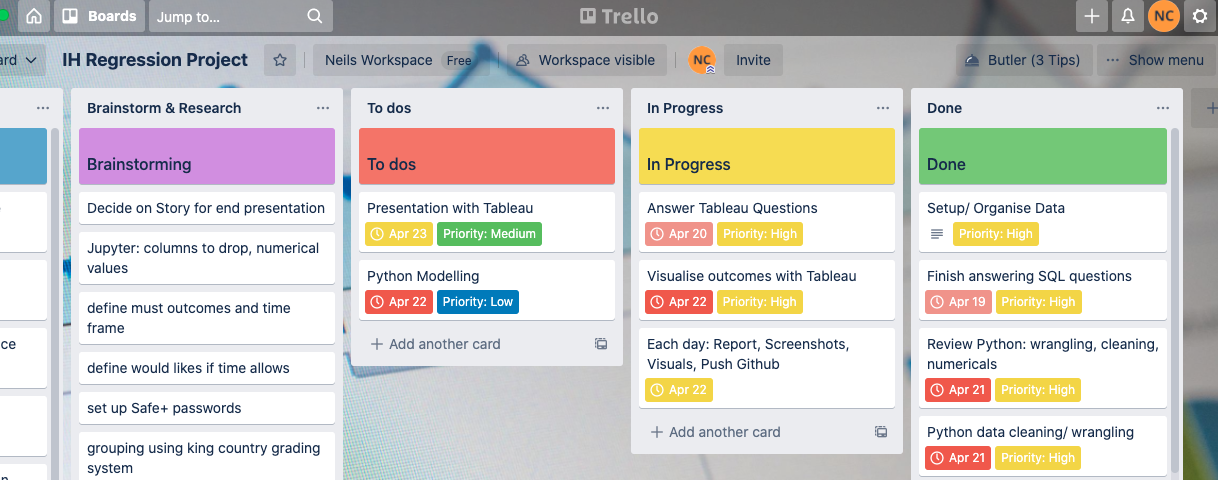 Boards
Jump to...
Trello
NC
ard
IH Regression Project
Neils Workspace Free
Workspace visible
NC
Invite
Butler (3 Tips)
... Show menu
Brainstorm & Research ...
Brainstorming
Decide on Story for end presentation
Jupyter: columns to drop, numerical
values
define must outcomes and time
frame
define would likes if time allows
set up Safe+ passwords
grouping using king country grading
system
To dos ...
To dos
Presentation with Tableau
Apr 23 Priority: Medium
Python Modelling
Apr 22 Priority: Low
+ Add another card
In Progress ...
In Progress
Answer Tableau Questions
Apr 20 Priority: High
Visualise outcomes with Tableau
Apr 22 Priority: High
Each day: Report, Screenshots,
Visuals, Push Github
Apr 22
+ Add another card
Done ...
Done
Setup/ Organise Data
Priority: High
Finish answering SQL questions
Apr 19 Priority: High
Review Python: wrangling, cleaning,
numericals
Apr 21 Priority: High
Python data cleaning/ wrangling
Apr 21 Priority: High